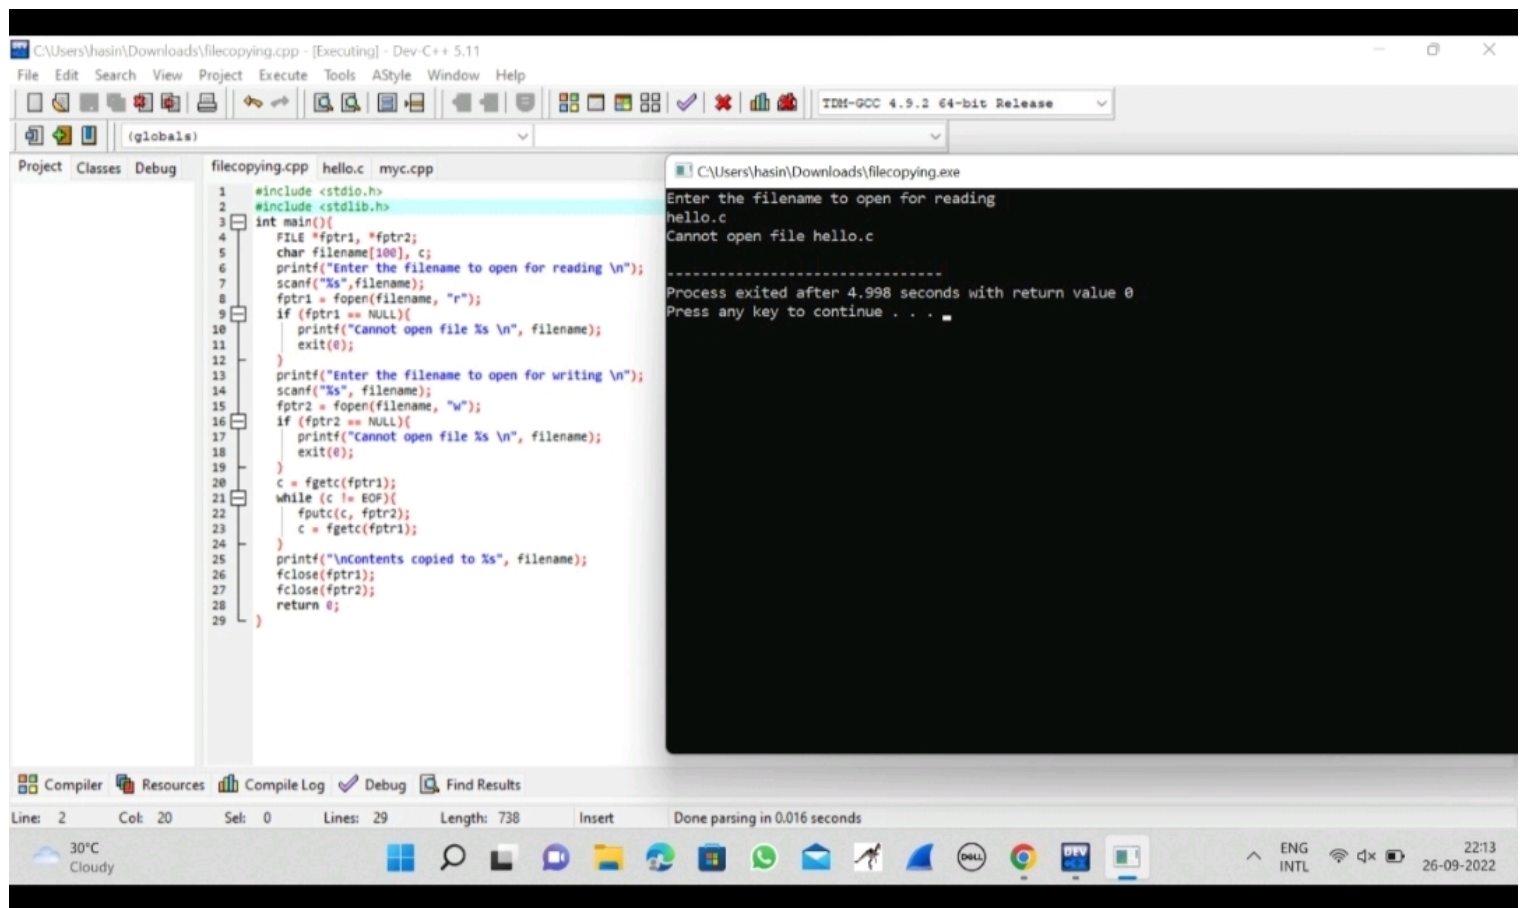 C:\Users\hasin\Downloads\filecopying.cpp - [Executing] - Dev-C++ 5.11
File Edit Search View Project Execute Tools AStyle Window Help
TDM-GCC 4.9.2 64-bit Release
(globals)
Project Classes Debug
filecopying.cpp hello.c myc.cpp
1 #include <stdio.h>
2 #include <stdlib.h>
3 int main(){
4 FILE *fptr1, *fptr2;
5 char filename[100], c;
6 printf("Enter the filename to open for reading \n");
7 scanf("%s",filename);
8 fptr1 = fopen(filename, "r");
9 if (fptr1 == NULL){
10 printf("Cannot open file %s \n", filename);
11 exit(0);
12 }
13 printf("Enter the filename to open for writing \n");
14 scanf("%s", filename);
15 fptr2 = fopen(filename, "w");
16 if (fptr2 == NULL){
17 printf("Cannot open file %s \n", filename);
18 exit(0);
19 }
20 c = fgetc(fptr1);
21 while (c != EOF){
22 fputc(c, fptr2);
23 c = fgetc(fptr1);
24 }
25 printf("\nContents copied to %s", filename);
26 fclose(fptr1);
27 fclose(fptr2);
28 return 0;
29 }
C:\Users\hasin\Downloads\filecopying.exe
Enter the filename to open for reading
hello.c
Cannot open file hello.c
--------------------------------
Process exited after 4.998 seconds with return value 0
Press any key to continue . . .
Compiler Resources Compile Log Debug Find Results
Line: 2 Col: 20 Sel: 0 Lines: 29 Length: 738 Insert Done parsing in 0.016 seconds
30°C
Cloudy
DELL
DEV
ENG
INTL
22:13
26-09-2022